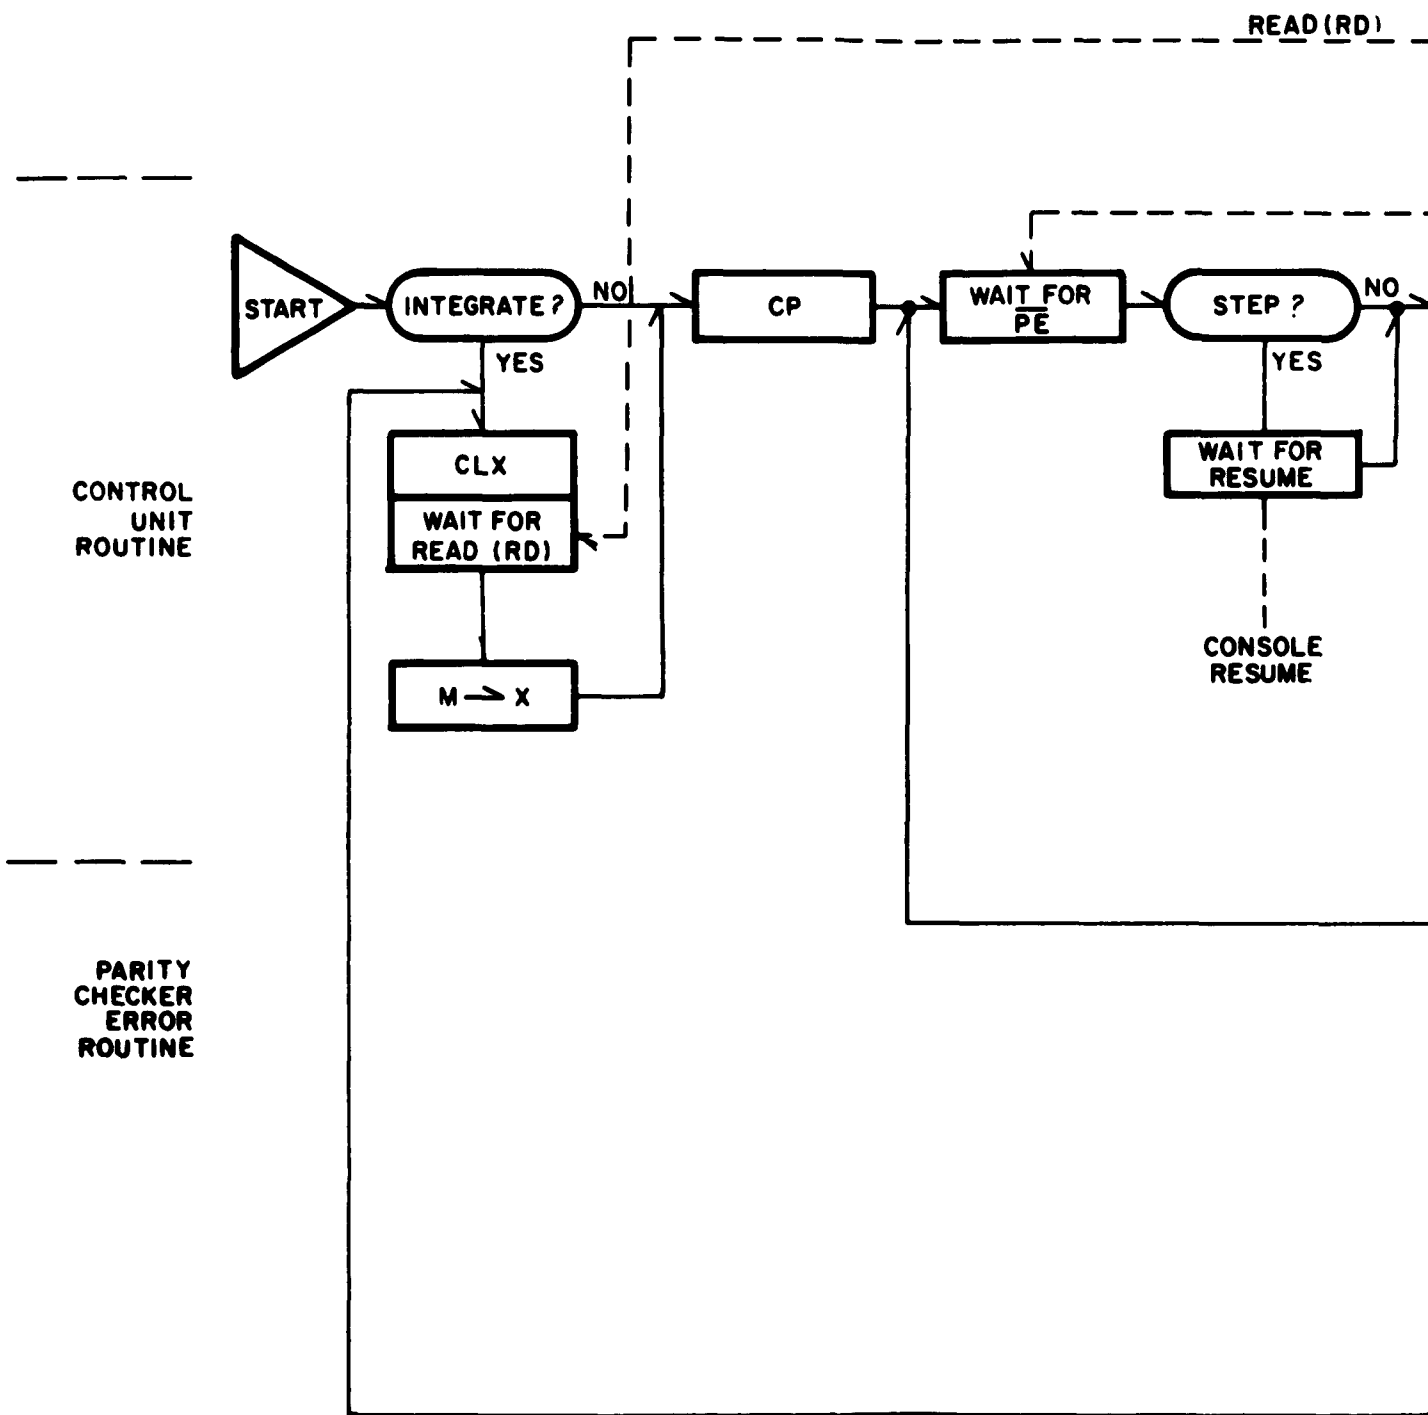 READ (RD)
START
INTEGRATE ?
NO
CP
WAIT FOR
PE
STEP ?
NO
YES
YES
CLX
WAIT FOR
READ (RD)
WAIT FOR
RESUME
CONTROL
UNIT
ROUTINE
M → X
CONSOLE
RESUME
PARITY
CHECKER
ERROR
ROUTINE